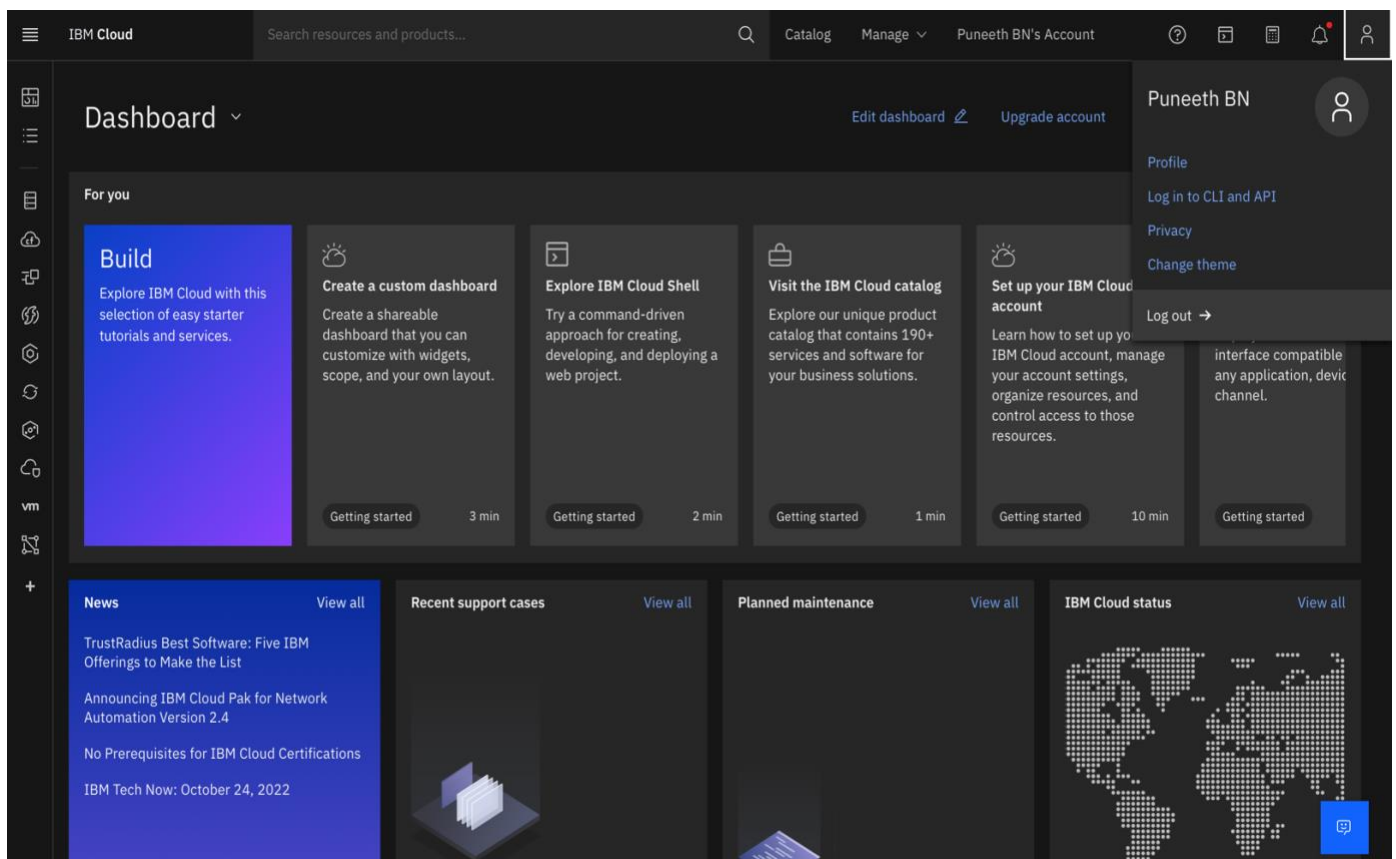 IBM Cloud
Search resources and products...
Catalog
Manage
Puneeth BN's Account
Puneeth BN
Profile
Log in to CLI and API
Privacy
Change theme
Log out →
Dashboard
Edit dashboard
Upgrade account
For you
Build
Explore IBM Cloud with this
selection of easy starter
tutorials and services.
Create a custom dashboard
Create a shareable
dashboard that you can
customize with widgets,
scope, and your own layout.
Getting started
3 min
Explore IBM Cloud Shell
Try a command-driven
approach for creating,
developing, and deploying a
web project.
Getting started
2 min
Visit the IBM Cloud catalog
Explore our unique product
catalog that contains 190+
services and software for
your business solutions.
Getting started
1 min
Set up your IBM Cloud
account
Learn how to set up yo
IBM Cloud account, manage
your account settings,
organize resources, and
control access to those
resources.
Getting started
10 min
interface compatible
any application, devic
channel.
Getting started
vm
News
View all
TrustRadius Best Software: Five IBM
Offerings to Make the List
Announcing IBM Cloud Pak for Network
Automation Version 2.4
No Prerequisites for IBM Cloud Certifications
IBM Tech Now: October 24, 2022
Recent support cases
View all
Planned maintenance
View all
IBM Cloud status
View all